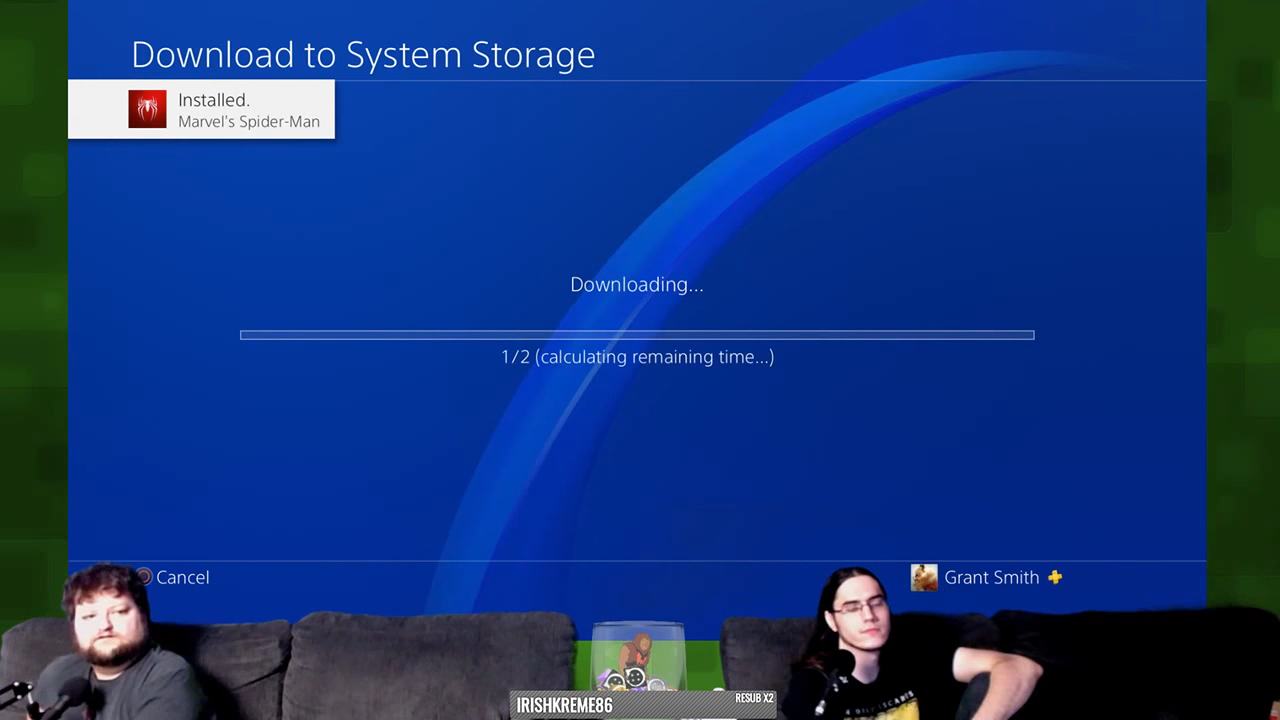 Download to System Storage
Installed.
Marvel's Spider-Man
Downloading...
1/2 (calculating remaining time...)
Cancel
Grant Smith
IRISHKREME86
RESUB X2